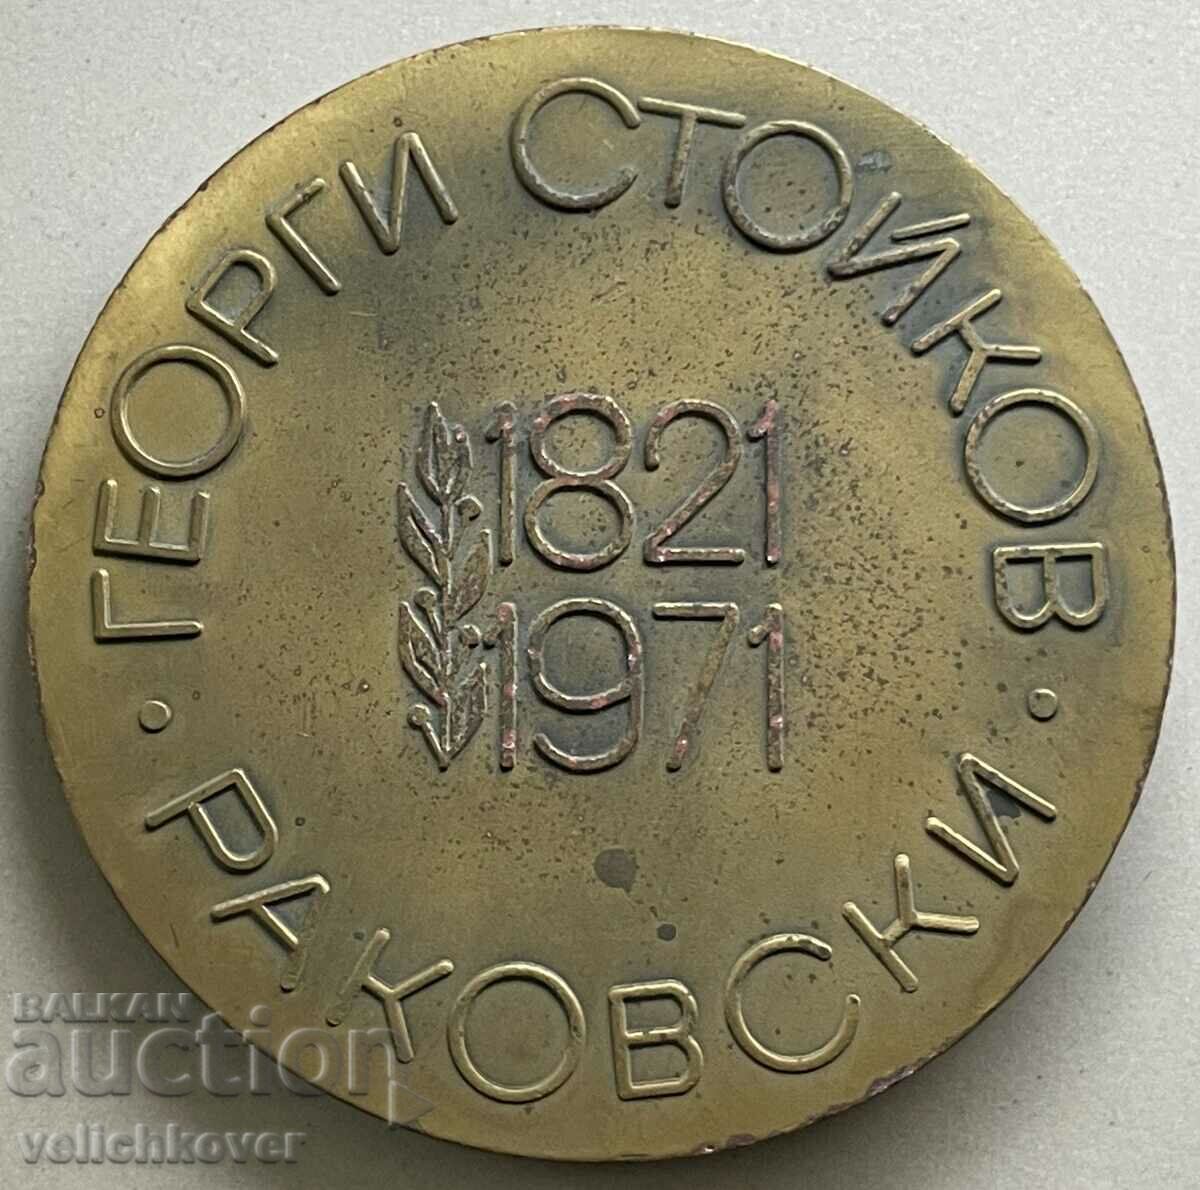 ГЕОРГИ СТОЙКОВ
1821
1971
· РАКОВСКИ ·
BALKAN
auction
velichkover